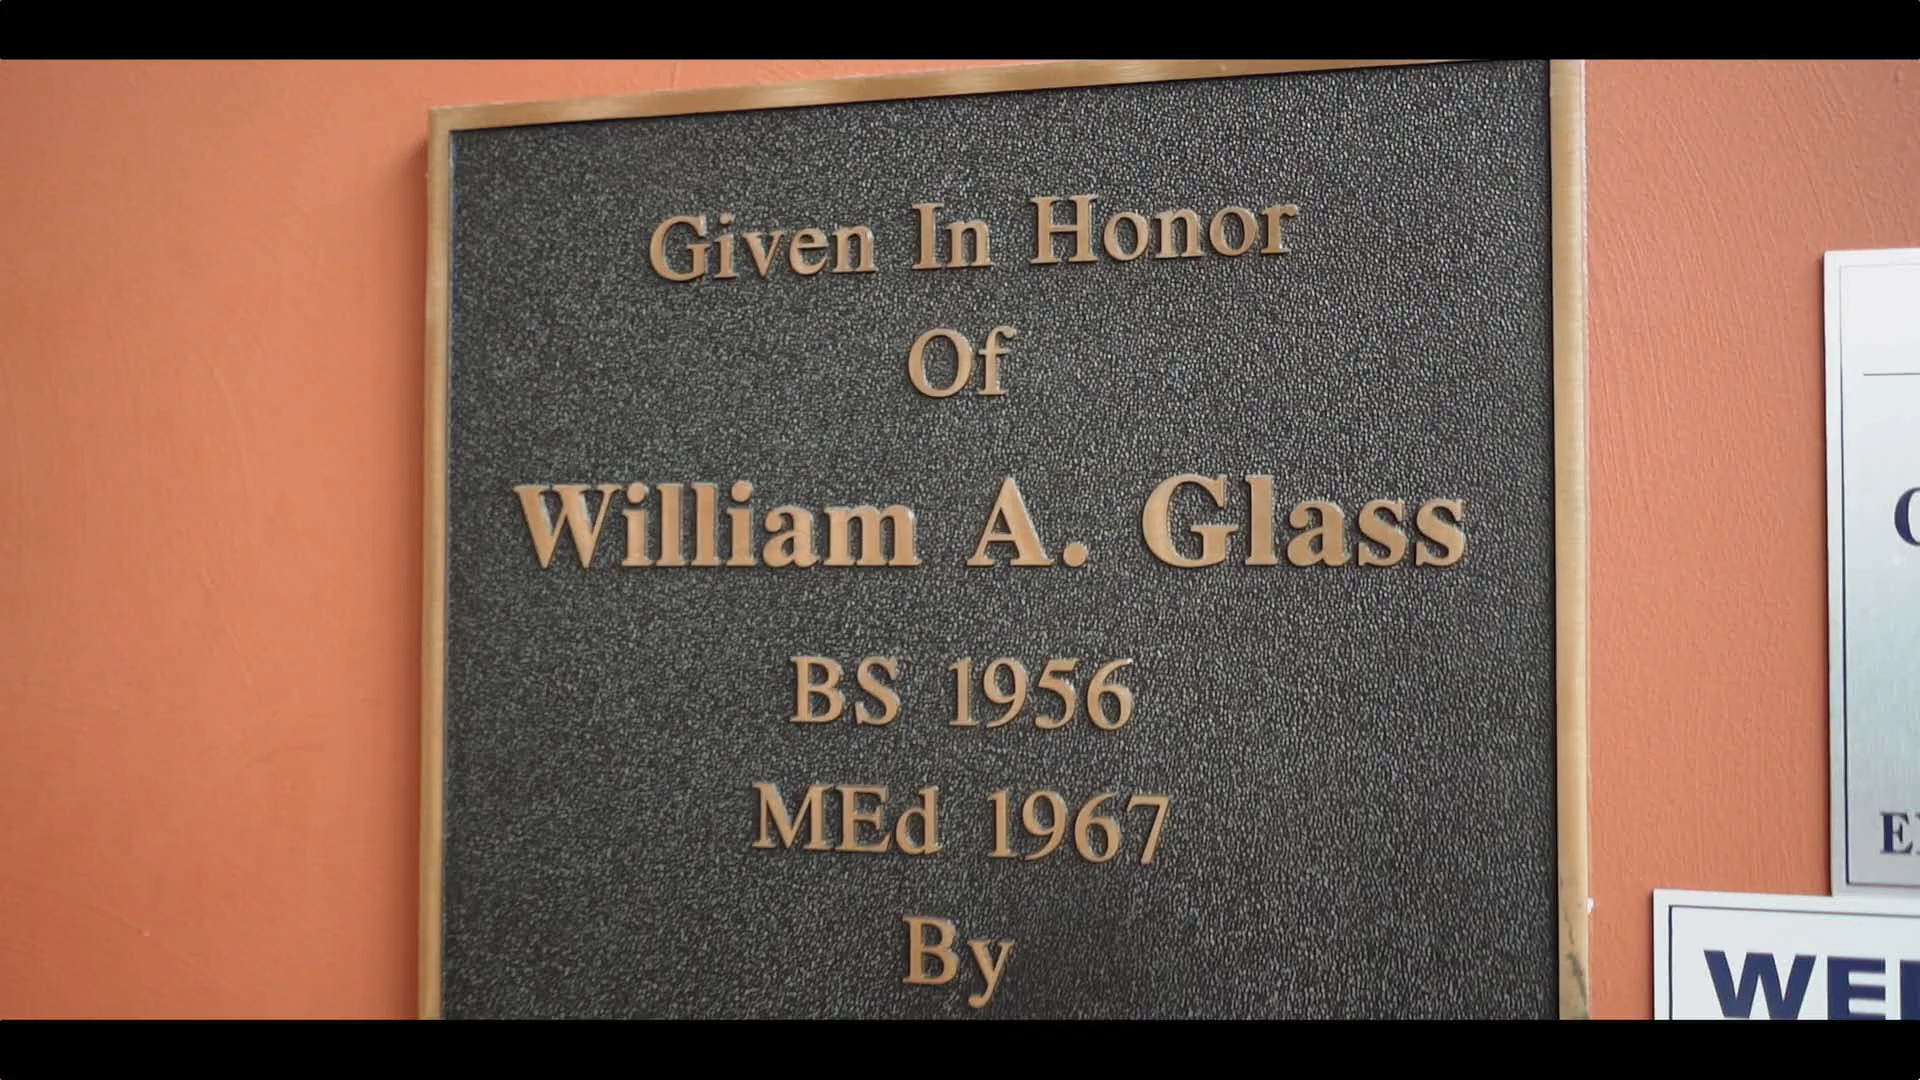 Given In Honor
Of
William A. Glass
BS 1956
MEd 1967
By